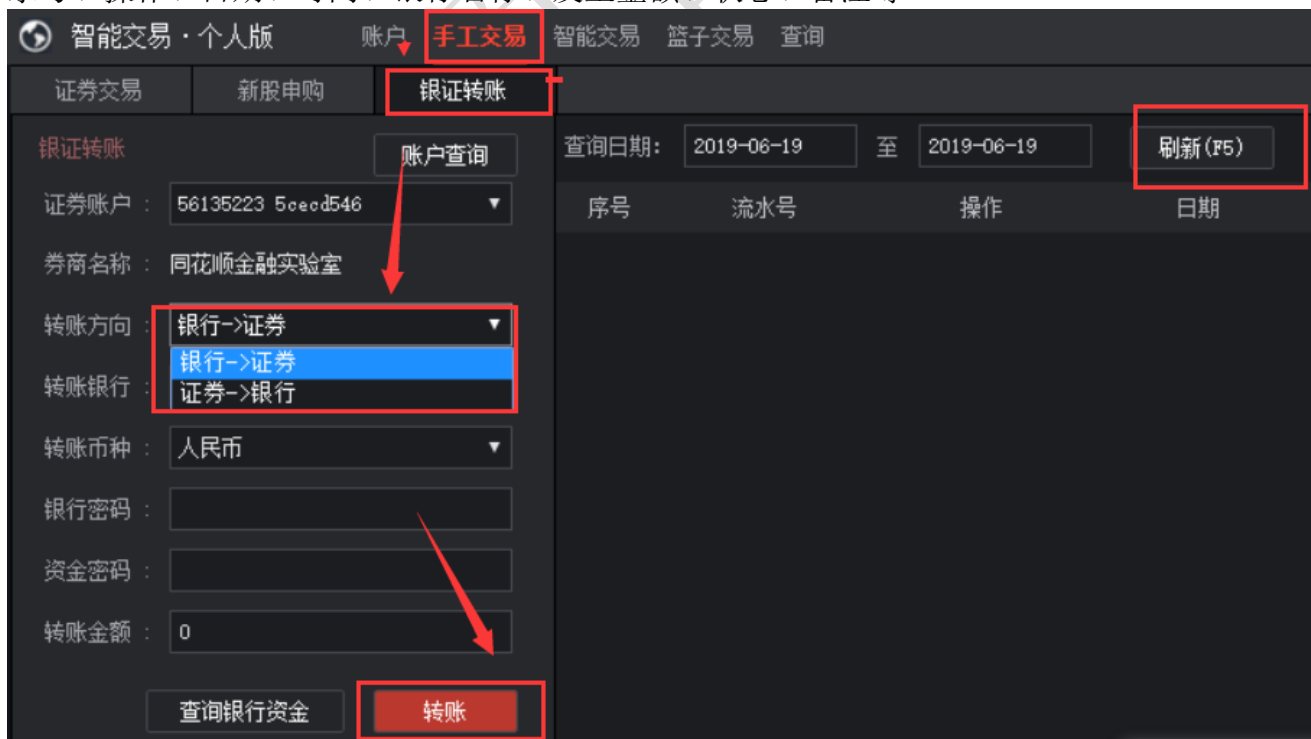 智能交易·个人版 账户 手工交易 智能交易 篮子交易 查询
证券交易 新股申购 银证转账
银证转账 账户查询 查询日期: 2019-06-19 至 2019-06-19 刷新(F5)
证券账户 : 56135223 5cecd546 ▼ 序号 流水号 操作 日期
券商名称 : 同花顺金融实验室
转账方向 : 银行->证券 ▼
银行->证券
转账银行 : 证券->银行
转账币种 : 人民币 ▼
银行密码 :
资金密码 :
转账金额 : 0
查询银行资金 转账